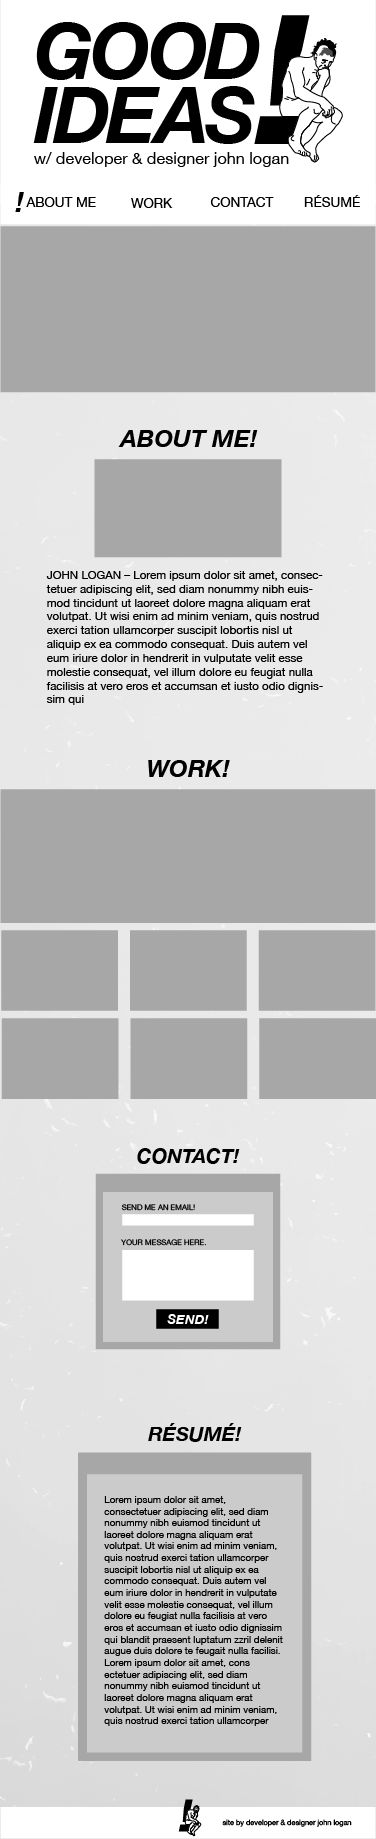 GOOD
IDEAS!
w/ developer & designer john logan
! ABOUT ME WORK CONTACT RÉSUMÉ
ABOUT ME!
JOHN LOGAN – Lorem ipsum dolor sit amet, consec-
tetuer adipiscing elit, sed diam nonummy nibh euis-
mod tincidunt ut laoreet dolore magna aliquam erat
volutpat. Ut wisi enim ad minim veniam, quis nostrud
exerci tation ullamcorper suscipit lobortis nisl ut
aliquip ex ea commodo consequat. Duis autem vel
eum iriure dolor in hendrerit in vulputate velit esse
molestie consequat, vel illum dolore eu feugiat nulla
facilisis at vero eros et accumsan et iusto odio dignis-
sim qui
WORK!
CONTACT!
SEND ME AN EMAIL!
YOUR MESSAGE HERE.
SEND!
RÉSUMÉ!
Lorem ipsum dolor sit amet,
consectetuer adipiscing elit, sed diam
nonummy nibh euismod tincidunt ut
laoreet dolore magna aliquam erat
volutpat. Ut wisi enim ad minim veniam,
quis nostrud exerci tation ullamcorper
suscipit lobortis nisl ut aliquip ex ea
commodo consequat. Duis autem vel
eum iriure dolor in hendrerit in vulputate
velit esse molestie consequat, vel illum
dolore eu feugiat nulla facilisis at vero
eros et accumsan et iusto odio dignissim
qui blandit praesent luptatum zzril delenit
augue duis dolore te feugait nulla facilisi.
Lorem ipsum dolor sit amet, cons
ectetuer adipiscing elit, sed diam
nonummy nibh euismod tincidunt ut
laoreet dolore magna aliquam erat
volutpat. Ut wisi enim ad minim veniam,
quis nostrud exerci tation ullamcorper
! site by developer & designer john logan